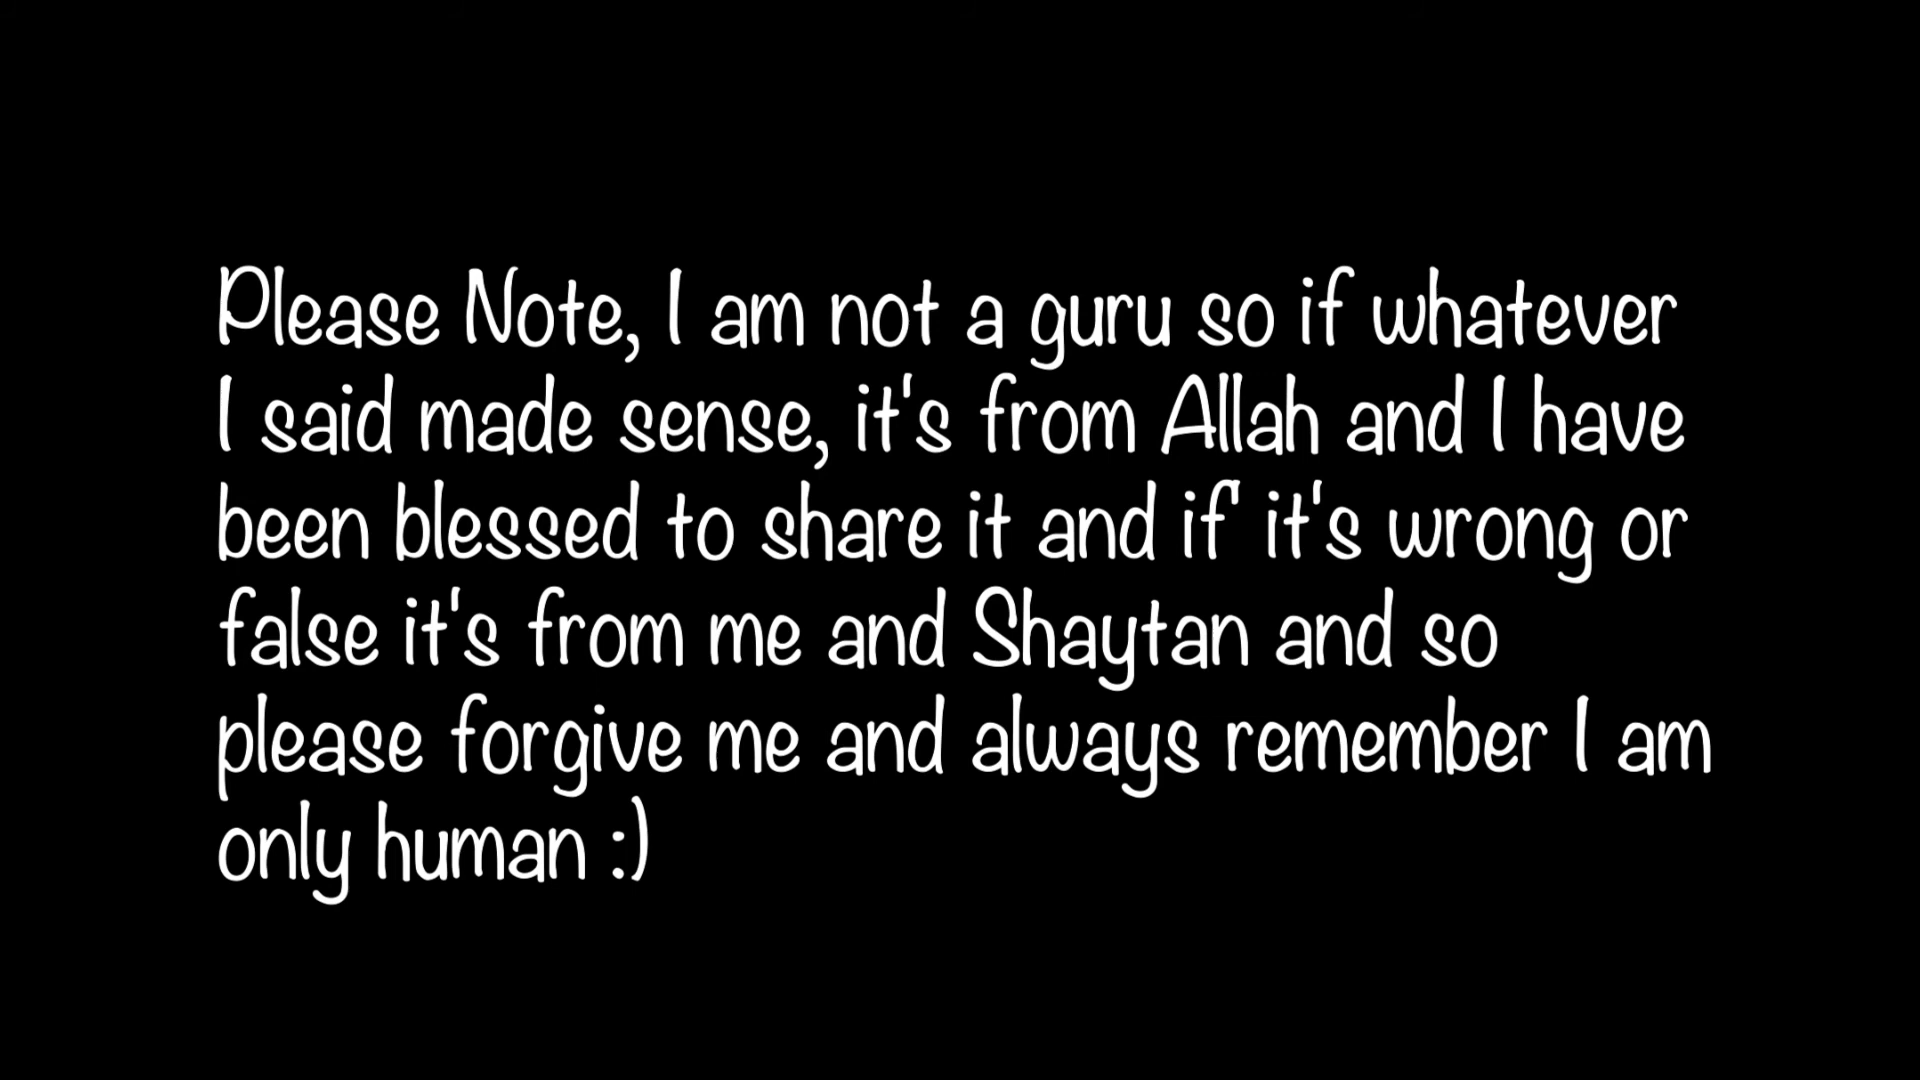 Please Note, I am not a guru so if whatever
I said made sense, it's from Allah and I have
been blessed to share it and if it's wrong or
false it's from me and Shaytan and so
please forgive me and always remember I am
only human :)